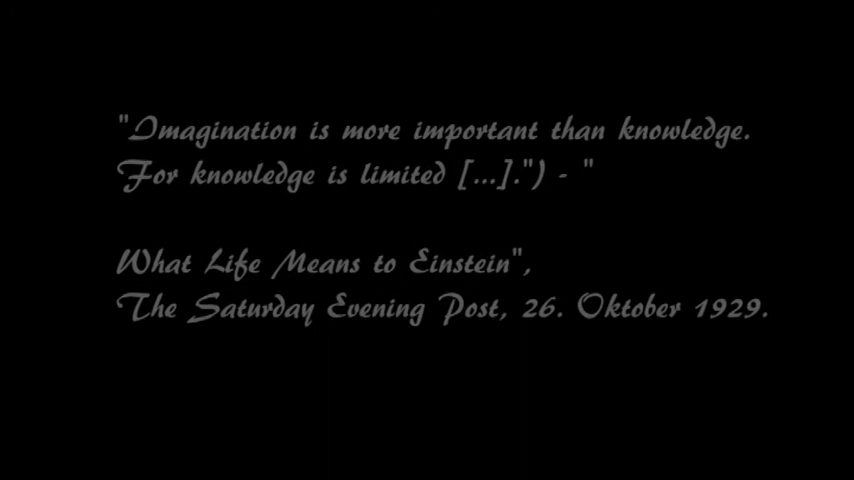 "Imagination is more important than knowledge.
For knowledge is limited [...].") - "
What Life Means to Einstein",
The Saturday Evening Post, 26. Oktober 1929.